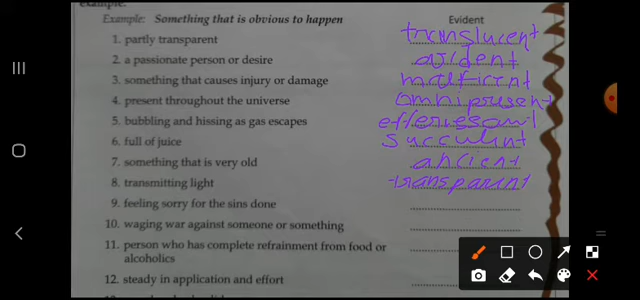 example.
Example: Something that is obvious to happen Evident
1. partly transparent translucent
2. a passionate person or desire ardent
3. something that causes injury or damage maleficent
4. present throughout the universe omnipresent
5. bubbling and hissing as gas escapes effervesant
6. full of juice succulent
7. something that is very old ancient
8. transmitting light transparent
9. feeling sorry for the sins done
10. waging war against someone or something
11. person who has complete refrainment from food or
alcoholics
12. steady in application and effort